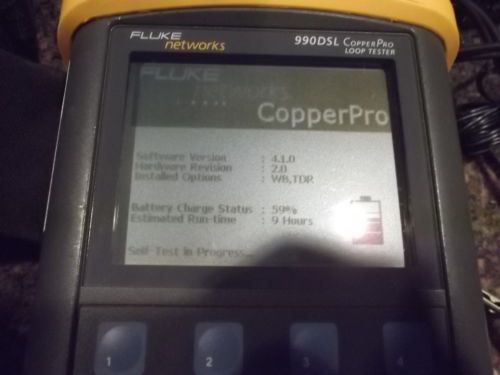 FLUKE
networks
990DSL COPPERPRO
LOOP TESTER
FLUKE
networks
CopperPro
Software Version : 4.1.0
Hardware Revision : 2.0
Installed Options : WB,TDR
Battery Charge Status : 59%
Estimated Run-time : 9 Hours
Self-Test in Progress...
1
2
3
4